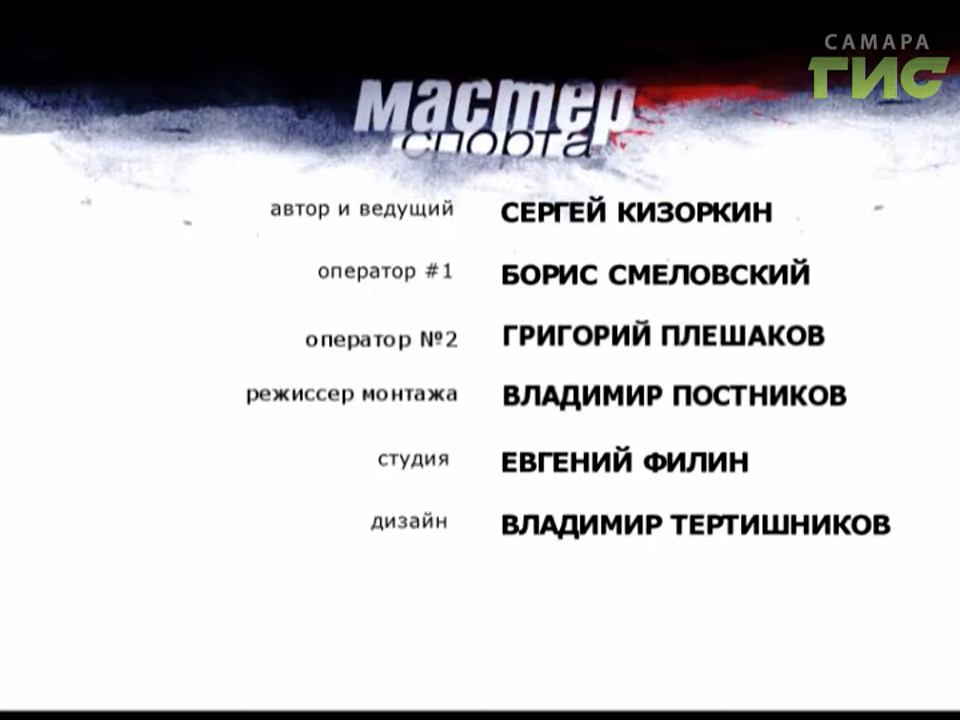 САМАРА
ГИС
мастер
спорта
автор и ведущий СЕРГЕЙ КИЗОРКИН
оператор #1 БОРИС СМЕЛОВСКИЙ
оператор №2 ГРИГОРИЙ ПЛЕШАКОВ
режиссер монтажа ВЛАДИМИР ПОСТНИКОВ
студия ЕВГЕНИЙ ФИЛИН
дизайн ВЛАДИМИР ТЕРТИШНИКОВ